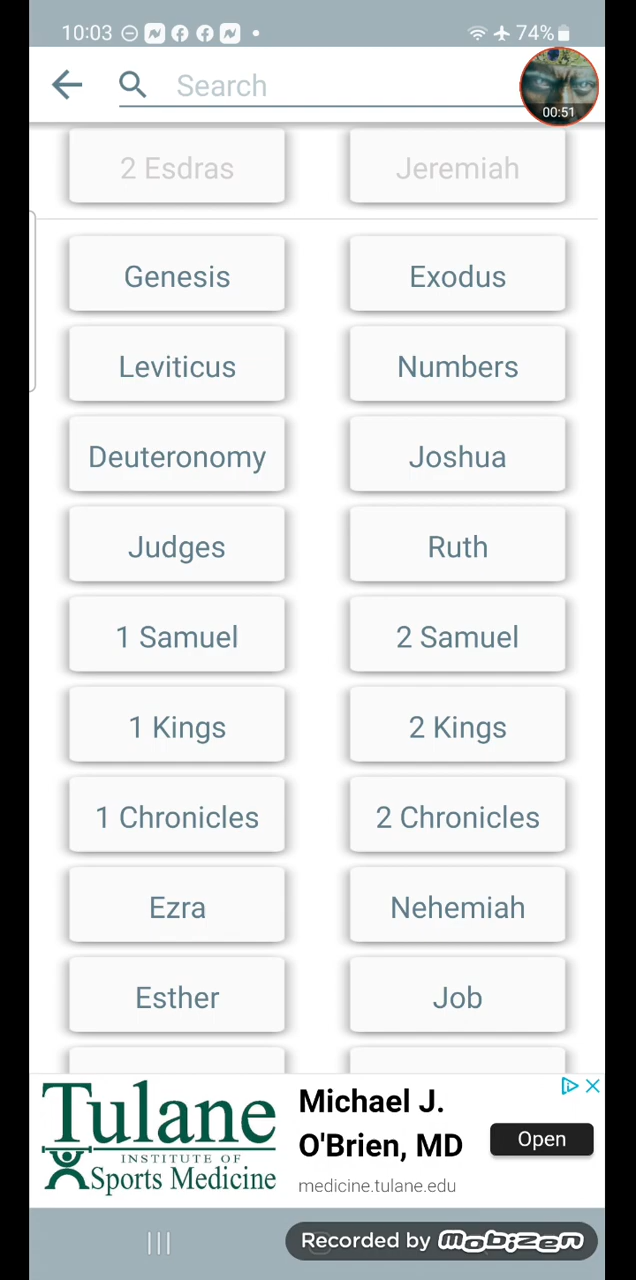 10:03
74%
Search
00:51
2 Esdras Jeremiah
Genesis Exodus
Leviticus Numbers
Deuteronomy Joshua
Judges Ruth
1 Samuel 2 Samuel
1 Kings 2 Kings
1 Chronicles 2 Chronicles
Ezra Nehemiah
Esther Job
Tulane
INSTITUTE OF
Sports Medicine
Michael J.
O'Brien, MD
medicine.tulane.edu
Open
Recorded by mobizen